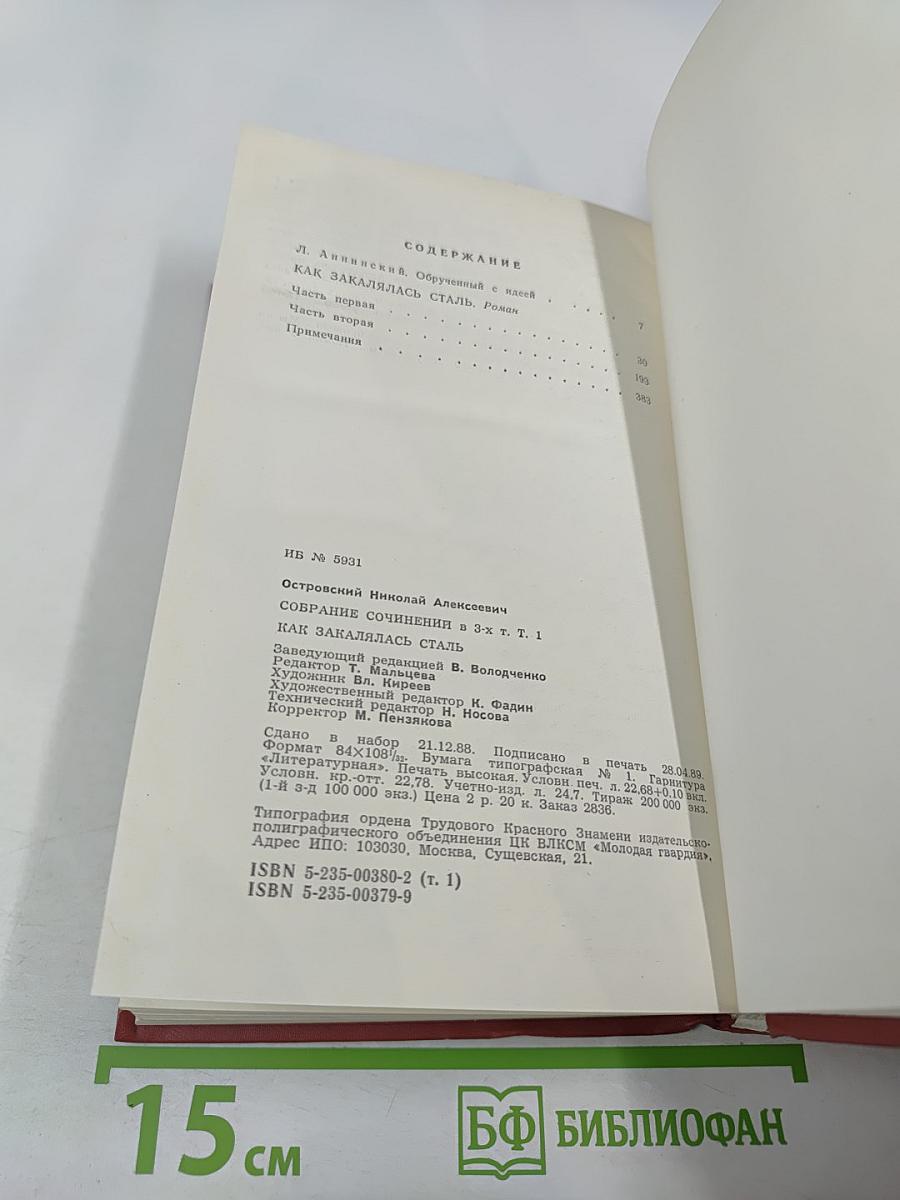 СОДЕРЖАНИЕ
Л. Аннинский. Обрученный с идеей . . . . 7
КАК ЗАКАЛЯЛАСЬ СТАЛЬ. Роман
Часть первая . . . . . . . . . . . . . 30
Часть вторая . . . . . . . . . . . . . 193
Примечания . . . . . . . . . . . . . . 383
ИБ № 5931
Островский Николай Алексеевич
СОБРАНИЕ СОЧИНЕНИЙ в 3-х т. Т. 1
КАК ЗАКАЛЯЛАСЬ СТАЛЬ
Заведующий редакцией В. Володченко
Редактор Т. Мальцева
Художник Вл. Киреев
Художественный редактор К. Фадин
Технический редактор Н. Носова
Корректор М. Пензякова
Сдано в набор 21.12.88. Подписано в печать 28.04.89.
Формат 84×108¹/₃₂. Бумага типографская № 1. Гарнитура
«Литературная». Печать высокая. Условн. печ. л. 22,68+0,10 вкл.
Условн. кр.-отт. 22,78. Учетно-изд. л. 24,7. Тираж 200 000 экз.
(1-й з-д 100 000 экз.) Цена 2 р. 20 к. Заказ 2836.
Типография ордена Трудового Красного Знамени издательско-
полиграфического объединения ЦК ВЛКСМ «Молодая гвардия».
Адрес ИПО: 103030, Москва, Сущевская, 21.
ISBN 5-235-00380-2 (т. 1)
ISBN 5-235-00379-9
15 см
БФ БИБЛИОФАН